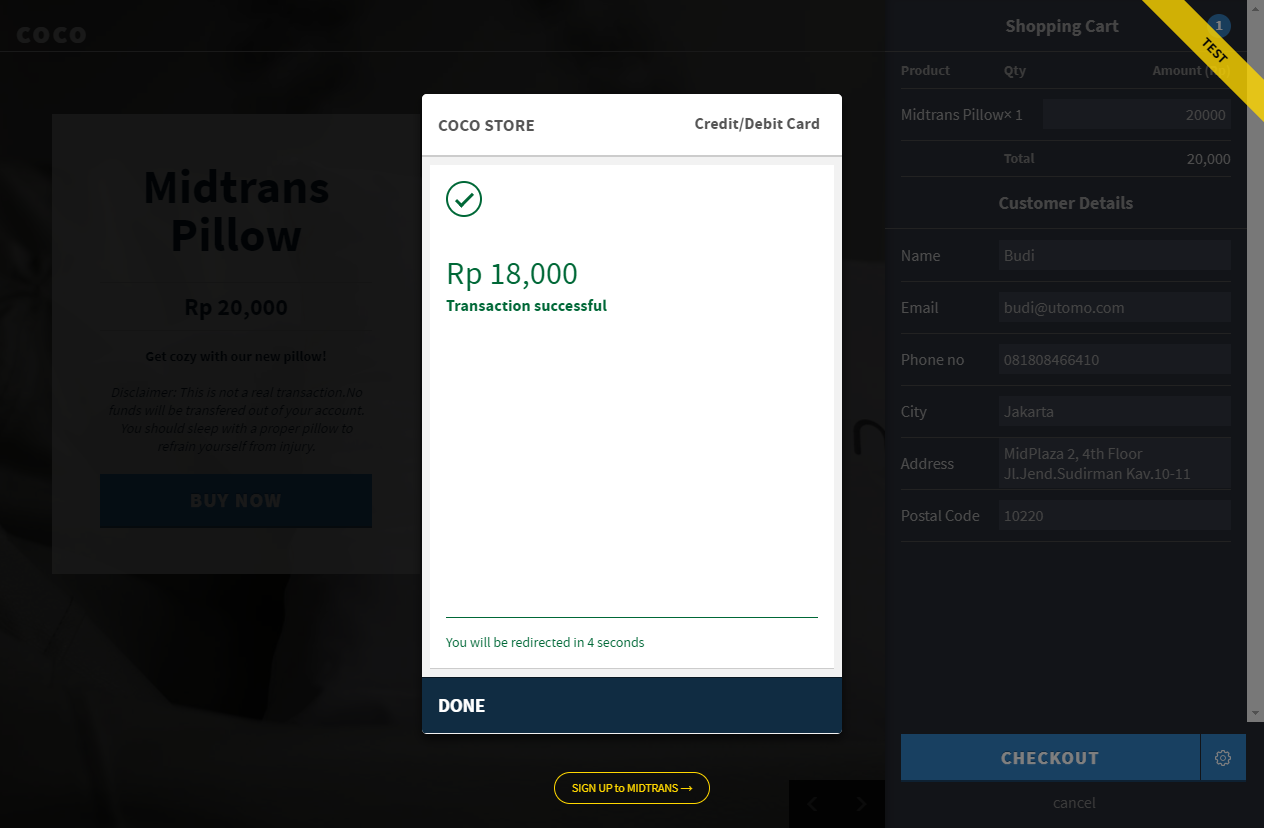 coco
Midtrans
Pillow
Rp 20,000
Get cozy with our new pillow!
Disclaimer: This is not a real transaction.No
funds will be transfered out of your account.
You should sleep with a proper pillow to
refrain yourself from injury.
BUY NOW
COCO STORE
Credit/Debit Card
Rp 18,000
Transaction successful
You will be redirected in 4 seconds
DONE
SIGN UP to MIDTRANS →
Shopping Cart 1
TEST
Product Qty Amount
Midtrans Pillow × 1 20000
Total 20,000
Customer Details
Name Budi
Email budi@utomo.com
Phone no 081808466410
City Jakarta
Address MidPlaza 2, 4th Floor
Jl.Jend.Sudirman Kav.10-11
Postal Code 10220
CHECKOUT
cancel